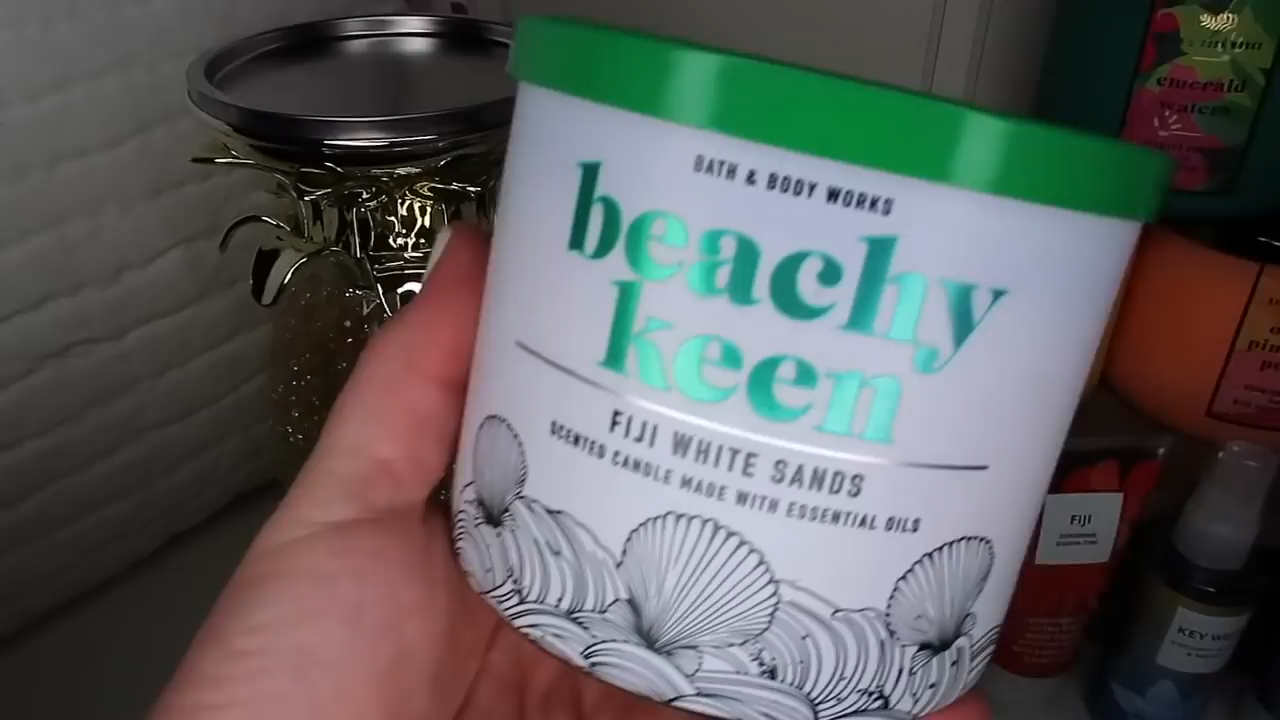 BATH & BODY WORKS
beachy
keen
FIJI WHITE SANDS
SCENTED CANDLE MADE WITH ESSENTIAL OILS
emerald
waters
FIJI
KEY